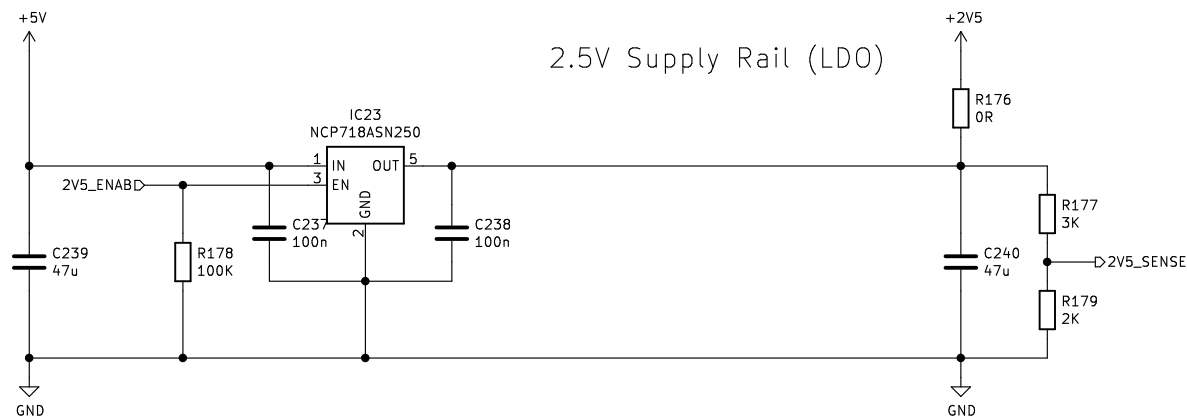 +5V
+2V5
2.5V Supply Rail (LDO)
R176
0R
IC23
NCP718ASN250
1
IN
OUT
5
2V5_ENAB
3
EN
GND
2
R177
3K
C237
100n
C238
100n
C239
47u
R178
100K
C240
47u
2V5_SENSE
R179
2K
GND
GND